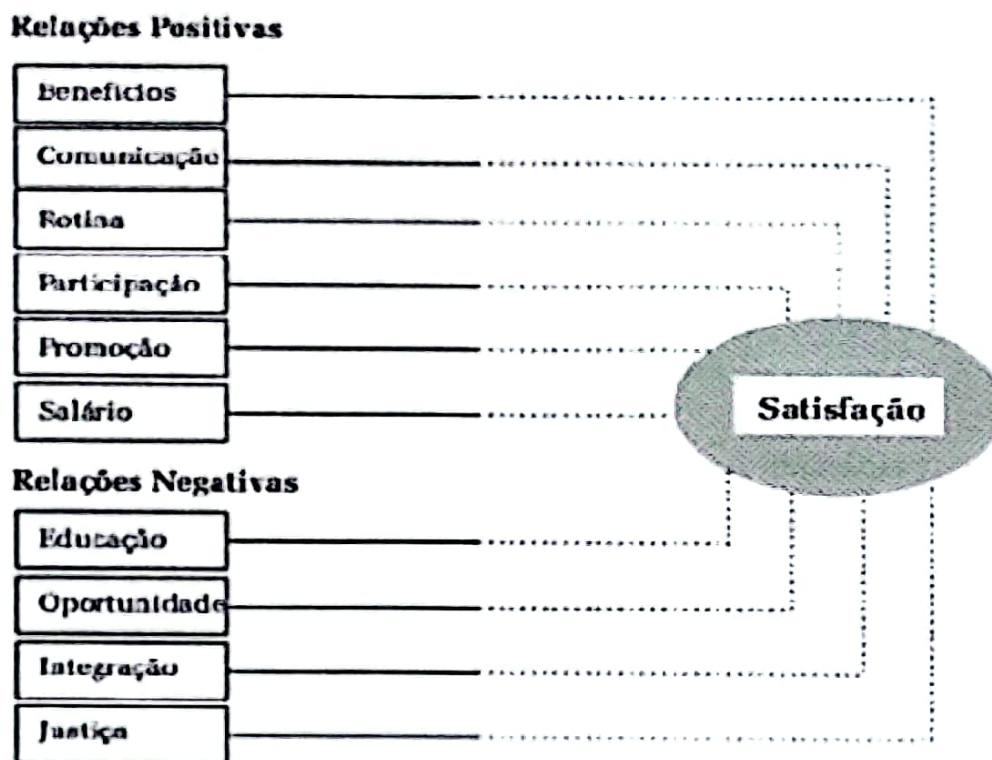 Relações Positivas
Benefícios
Comunicação
Rotina
Participação
Promoção
Salário
Satisfação
Relações Negativas
Educação
Oportunidade
Integração
Justiça